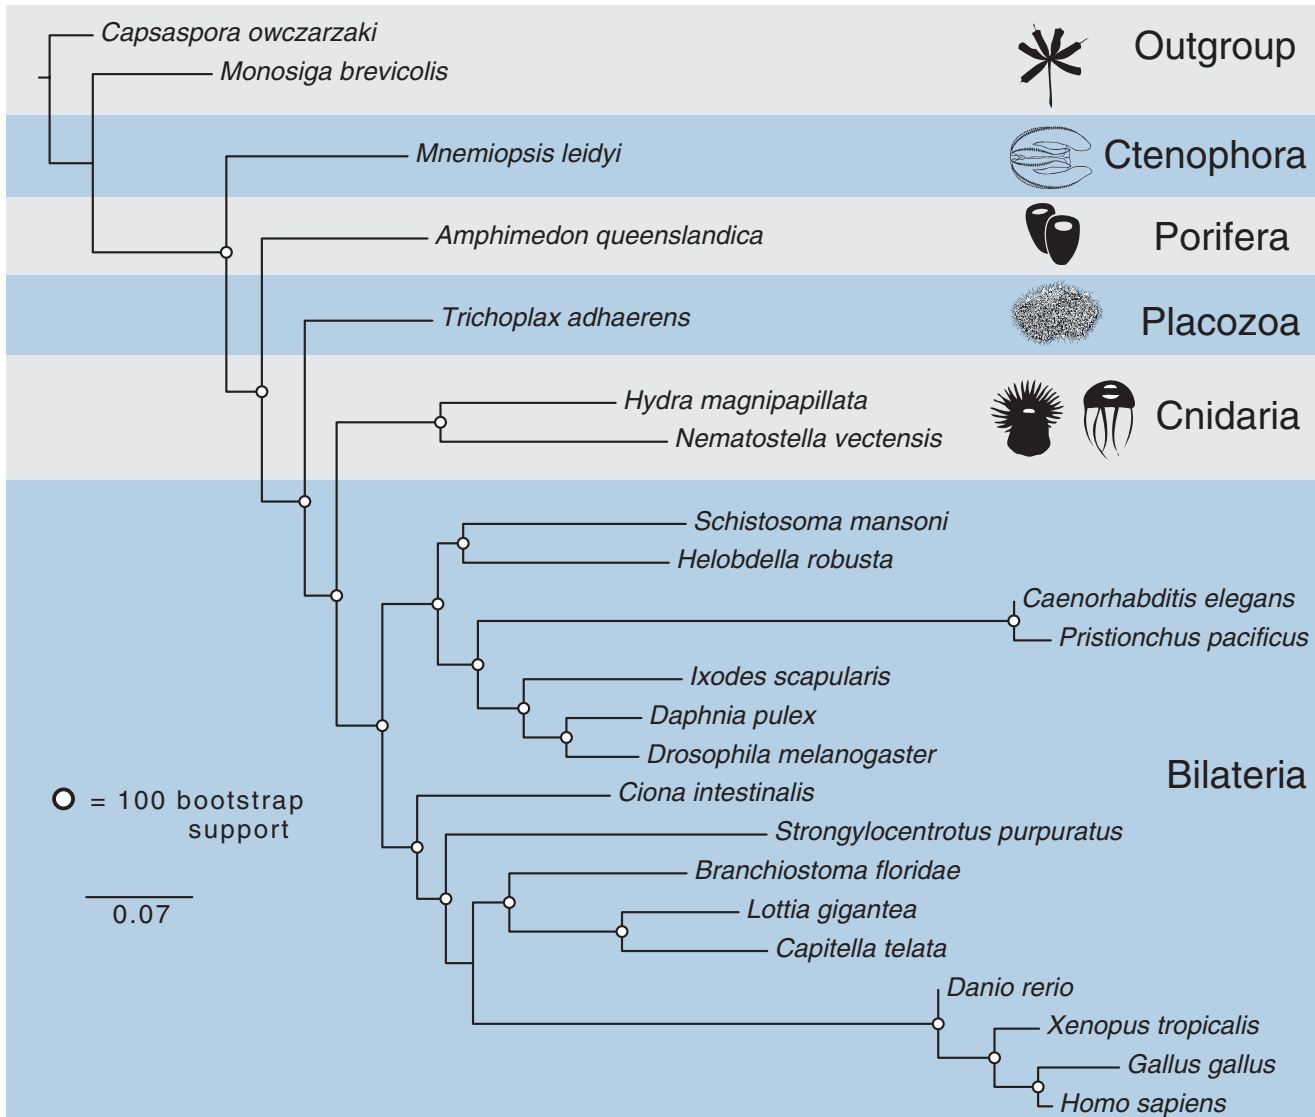 Capsaspora owczarzaki
Outgroup
Monosiga brevicolis
Mnemiopsis leidyi
Ctenophora
Amphimedon queenslandica
Porifera
Trichoplax adhaerens
Placozoa
Hydra magnipapillata
Cnidaria
Nematostella vectensis
Schistosoma mansoni
Helobdella robusta
Caenorhabditis elegans
Pristionchus pacificus
Ixodes scapularis
Daphnia pulex
Drosophila melanogaster
Bilateria
Ciona intestinalis
= 100 bootstrap
support
Strongylocentrotus purpuratus
Branchiostoma floridae
0.07
Lottia gigantea
Capitella telata
Danio rerio
Xenopus tropicalis
Gallus gallus
Homo sapiens